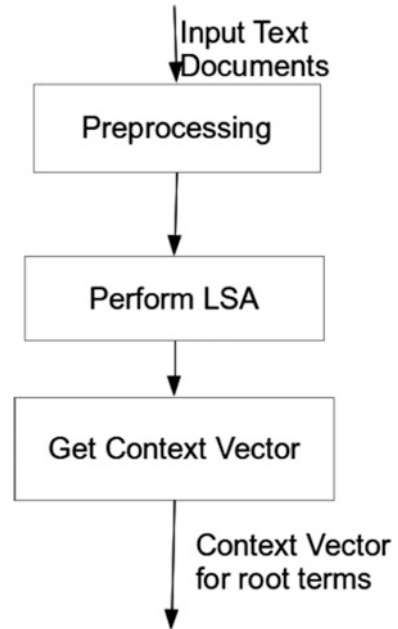 Input Text
Documents
Preprocessing
Perform LSA
Get Context Vector
Context Vector
for root terms